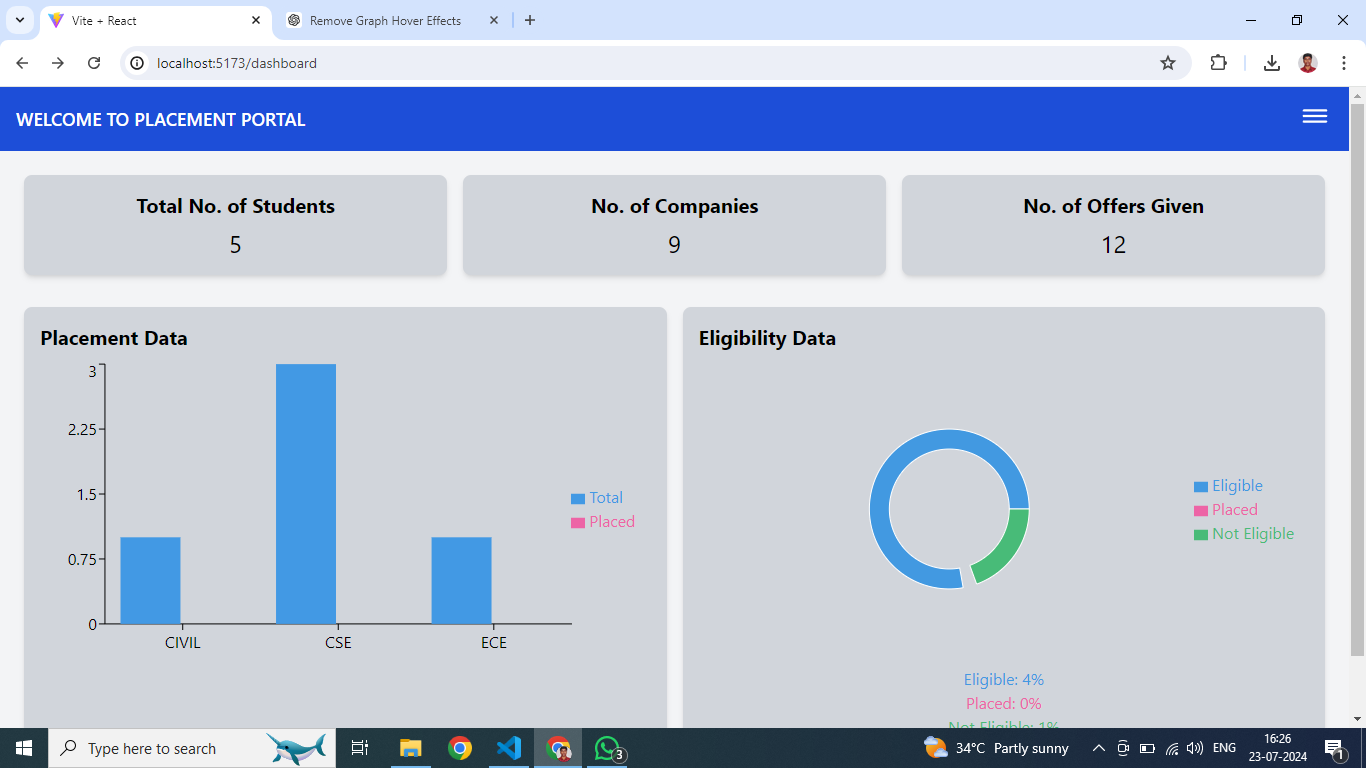 Vite + React
Remove Graph Hover Effects
localhost:5173/dashboard
WELCOME TO PLACEMENT PORTAL
Total No. of Students
5
No. of Companies
9
No. of Offers Given
12
Placement Data
3
2.25
1.5
0.75
0
CIVIL
CSE
ECE
Total
Placed
Eligibility Data
Eligible
Placed
Not Eligible
Eligible: 4%
Placed: 0%
Not Eligible: 1%
Type here to search
3
34°C Partly sunny
ENG
16:26
23-07-2024
1